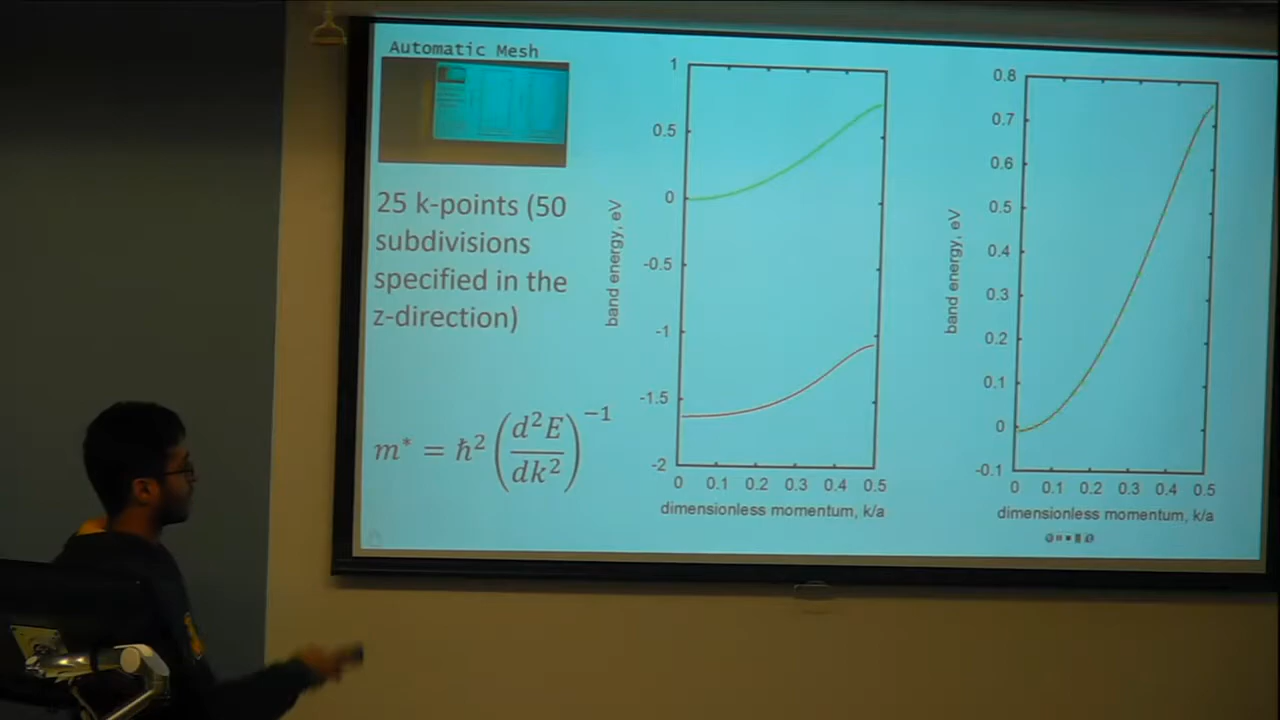 Automatic Mesh
25 k-points (50
subdivisions
specified in the
z-direction)
m* = ħ² (d²E/dk²)⁻¹
1
0.5
0
-0.5
-1
-1.5
-2
band energy, eV
0 0.1 0.2 0.3 0.4 0.5
dimensionless momentum, k/a
0.8
0.7
0.6
0.5
0.4
0.3
0.2
0.1
0
-0.1
band energy, eV
0 0.1 0.2 0.3 0.4 0.5
dimensionless momentum, k/a